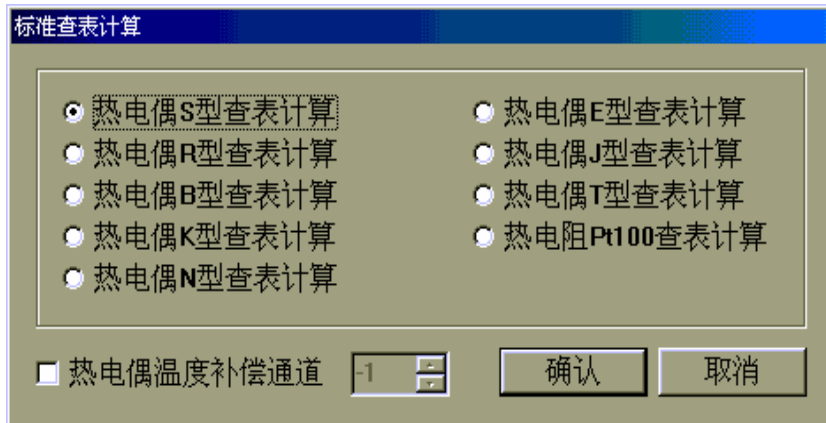 标准查表计算
热电偶S型查表计算
热电偶R型查表计算
热电偶B型查表计算
热电偶K型查表计算
热电偶N型查表计算
热电偶E型查表计算
热电偶J型查表计算
热电偶T型查表计算
热电阻Pt100查表计算
热电偶温度补偿通道 -1 确认 取消